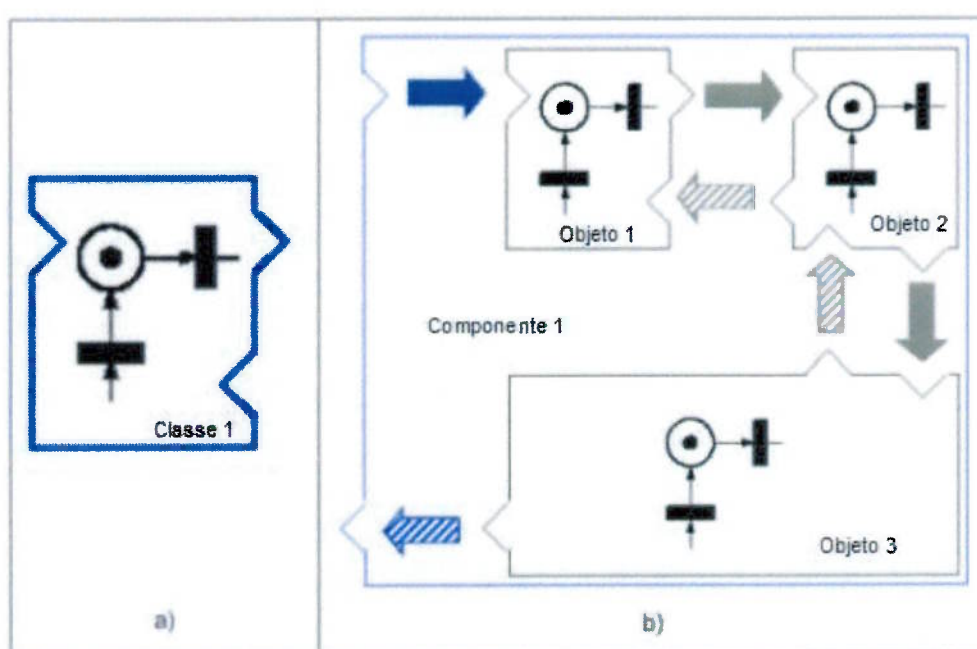 Classe 1
a)
Objeto 1
Objeto 2
Componente 1
Objeto 3
b)